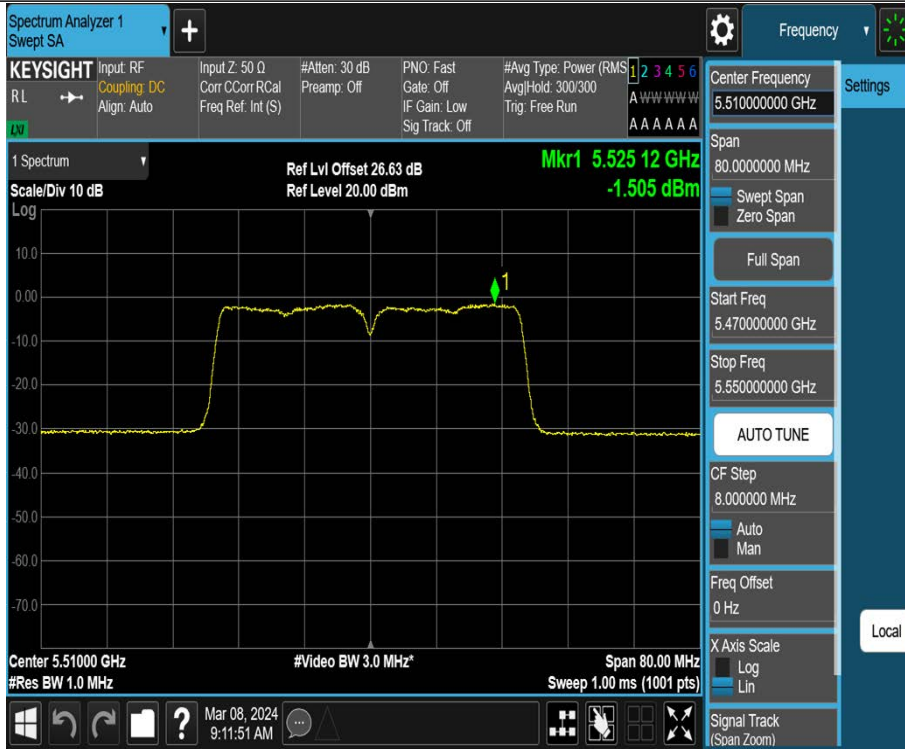 Spectrum Analyzer 1
Swept SA
+
Frequency
KEYSIGHT
R L
LXI
Input: RF
Coupling: DC
Align: Auto
Input Z: 50 Ω
Corr CCorr RCal
Freq Ref: Int (S)
#Atten: 30 dB
Preamp: Off
PNO: Fast
Gate: Off
IF Gain: Low
Sig Track: Off
#Avg Type: Power (RMS
Avg|Hold: 300/300
Trig: Free Run
1 2 3 4 5 6
A W W W W W
A A A A A A
1 Spectrum
Scale/Div 10 dB
Log
Ref Lvl Offset 26.63 dB
Ref Level 20.00 dBm
Mkr1 5.525 12 GHz
-1.505 dBm
10.0
0.00
-10.0
-20.0
-30.0
-40.0
-50.0
-60.0
-70.0
1
Center 5.51000 GHz
#Res BW 1.0 MHz
#Video BW 3.0 MHz*
Span 80.00 MHz
Sweep 1.00 ms (1001 pts)
?
Mar 08, 2024
9:11:51 AM
Center Frequency
5.510000000 GHz
Span
80.0000000 MHz
Swept Span
Zero Span
Full Span
Start Freq
5.470000000 GHz
Stop Freq
5.550000000 GHz
AUTO TUNE
CF Step
8.000000 MHz
Auto
Man
Freq Offset
0 Hz
X Axis Scale
Log
Lin
Signal Track
(Span Zoom)
Settings
Local